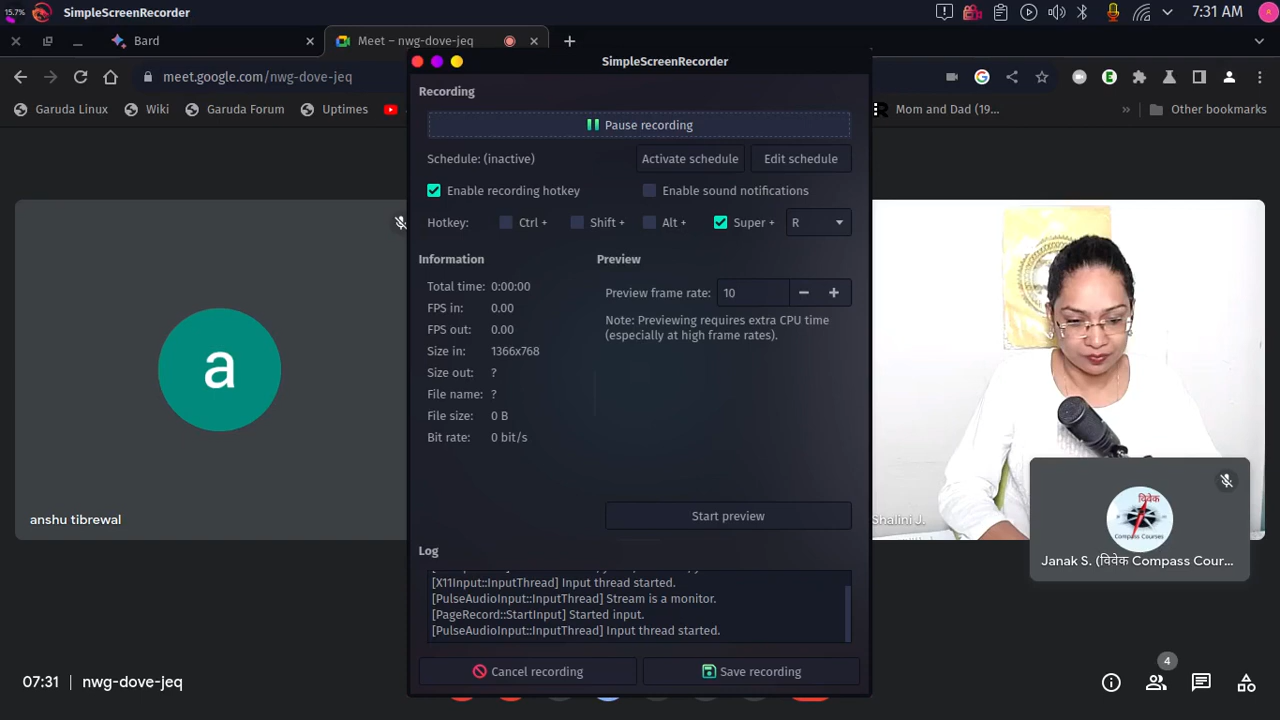 15.7%
SimpleScreenRecorder
7:31 AM
Bard
Meet – nwg-dove-jeq
SimpleScreenRecorder
meet.google.com/nwg-dove-jeq
Garuda Linux
Wiki
Garuda Forum
Uptimes
Mom and Dad (19...
»
Other bookmarks
Recording
Pause recording
Schedule: (inactive)
Activate schedule
Edit schedule
Enable recording hotkey
Enable sound notifications
Hotkey:
Ctrl +
Shift +
Alt +
Super +
R
Information
Preview
Total time: 0:00:00
FPS in: 0.00
FPS out: 0.00
Size in: 1366x768
Size out: ?
File name: ?
File size: 0 B
Bit rate: 0 bit/s
Preview frame rate: 10
Note: Previewing requires extra CPU time
(especially at high frame rates).
Start preview
Log
[X11Input::InputThread] Input thread started.
[PulseAudioInput::InputThread] Stream is a monitor.
[PageRecord::StartInput] Started input.
[PulseAudioInput::InputThread] Input thread started.
Cancel recording
Save recording
a
anshu tibrewal
Shalini J.
विवेक
Compass Courses
Janak S. (विवेक Compass Cour...
07:31 | nwg-dove-jeq
4